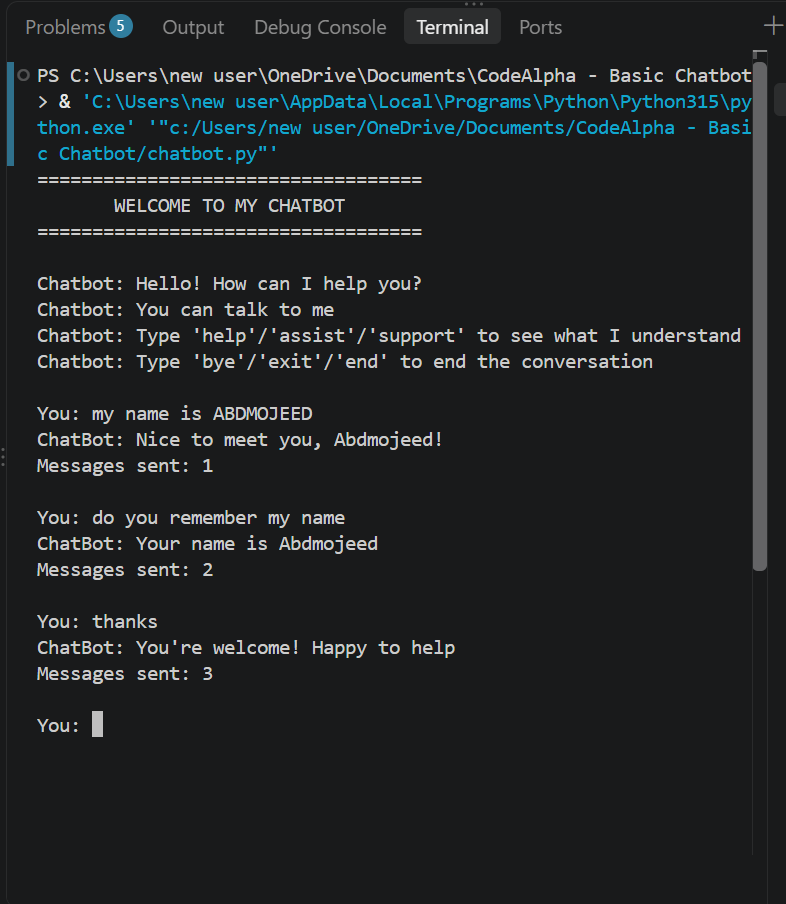 Problems 5 Output Debug Console Terminal Ports
PS C:\Users\new user\OneDrive\Documents\CodeAlpha - Basic Chatbot
> & 'C:\Users\new user\AppData\Local\Programs\Python\Python315\py
thon.exe' '"c:/Users/new user/OneDrive/Documents/CodeAlpha - Basi
c Chatbot/chatbot.py"'
===================================
WELCOME TO MY CHATBOT
===================================
Chatbot: Hello! How can I help you?
Chatbot: You can talk to me
Chatbot: Type 'help'/'assist'/'support' to see what I understand
Chatbot: Type 'bye'/'exit'/'end' to end the conversation
You: my name is ABDMOJEED
ChatBot: Nice to meet you, Abdmojeed!
Messages sent: 1
You: do you remember my name
ChatBot: Your name is Abdmojeed
Messages sent: 2
You: thanks
ChatBot: You're welcome! Happy to help
Messages sent: 3
You: